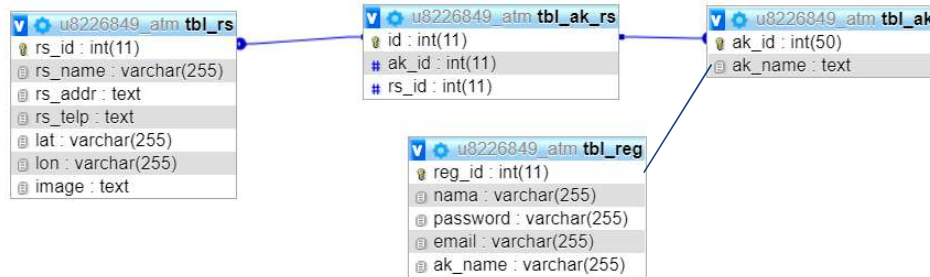 u8226849_atm tbl_rs
rs_id : int(11)
rs_name : varchar(255)
rs_addr : text
rs_telp : text
lat : varchar(255)
lon : varchar(255)
image : text
u8226849_atm tbl_ak_rs
id : int(11)
# ak_id : int(11)
# rs_id : int(11)
u8226849_atm tbl_ak
ak_id : int(50)
ak_name : text
u8226849_atm tbl_reg
reg_id : int(11)
nama : varchar(255)
password : varchar(255)
email : varchar(255)
ak_name : varchar(255)